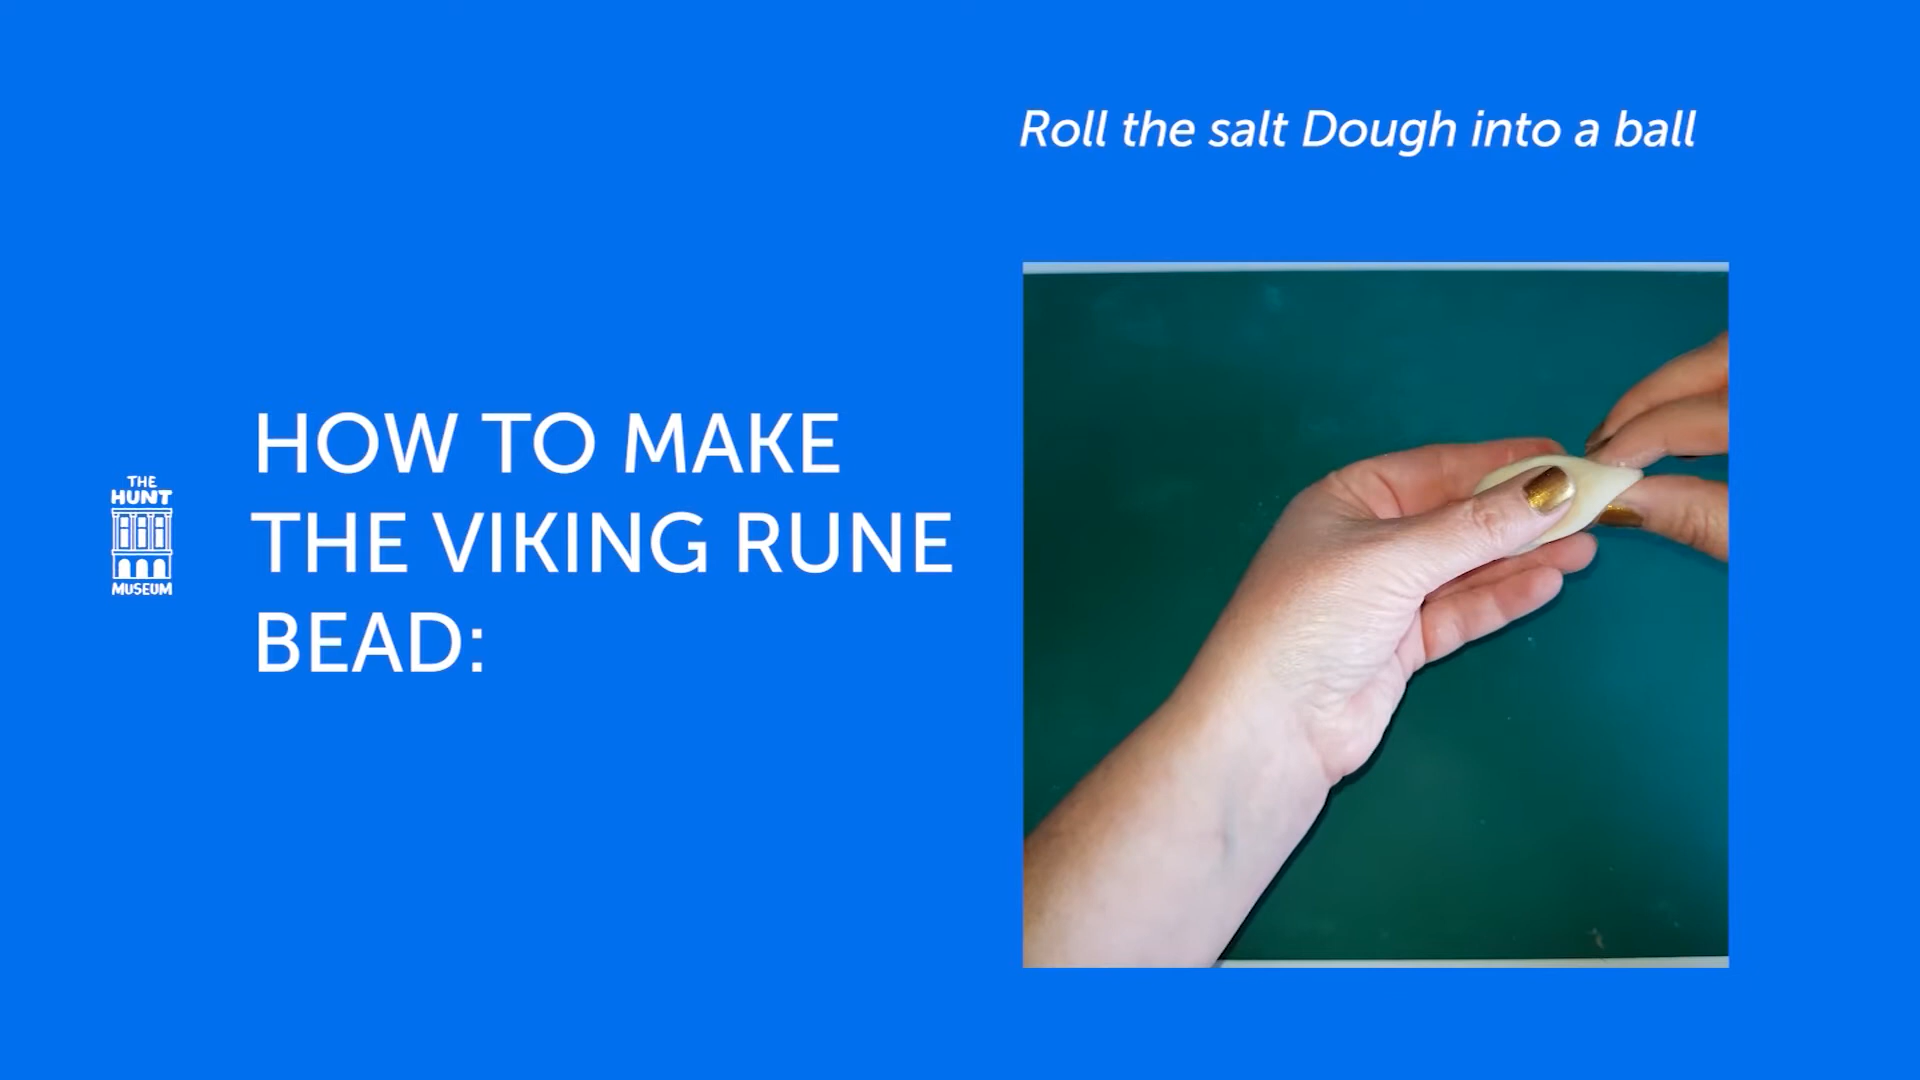 Roll the salt Dough into a ball
HOW TO MAKE
THE VIKING RUNE
BEAD:
THE
HUNT
MUSEUM